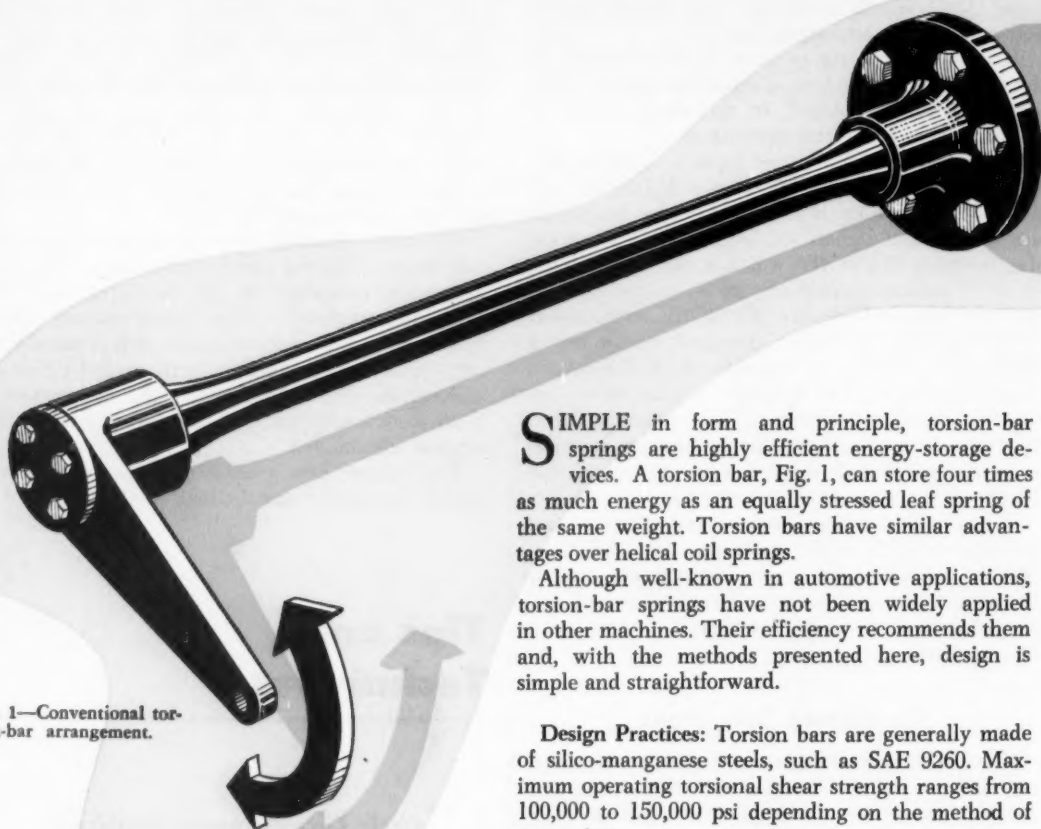 1—Conventional tor-
-bar arrangement.
SIMPLE in form and principle, torsion-bar
springs are highly efficient energy-storage de-
vices. A torsion bar, Fig. 1, can store four times
as much energy as an equally stressed leaf spring of
the same weight. Torsion bars have similar advan-
tages over helical coil springs.
Although well-known in automotive applications,
torsion-bar springs have not been widely applied
in other machines. Their efficiency recommends them
and, with the methods presented here, design is
simple and straightforward.
Design Practices: Torsion bars are generally made
of silico-manganese steels, such as SAE 9260. Max-
imum operating torsional shear strength ranges from
100,000 to 150,000 psi depending on the method of